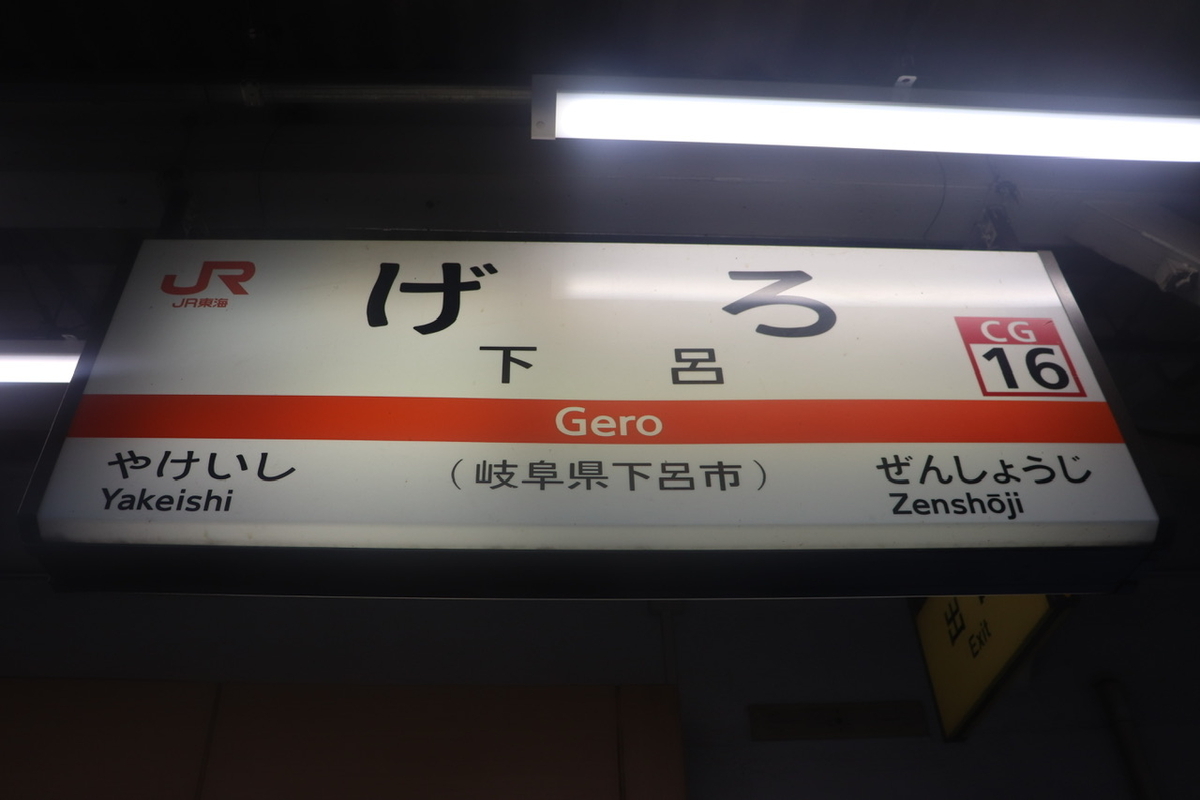 JR
JR東海
げろ
下呂
CG
16
Gero
やけいし
Yakeishi
(岐阜県下呂市)
ぜんしょうじ
Zenshōji
出
Exit